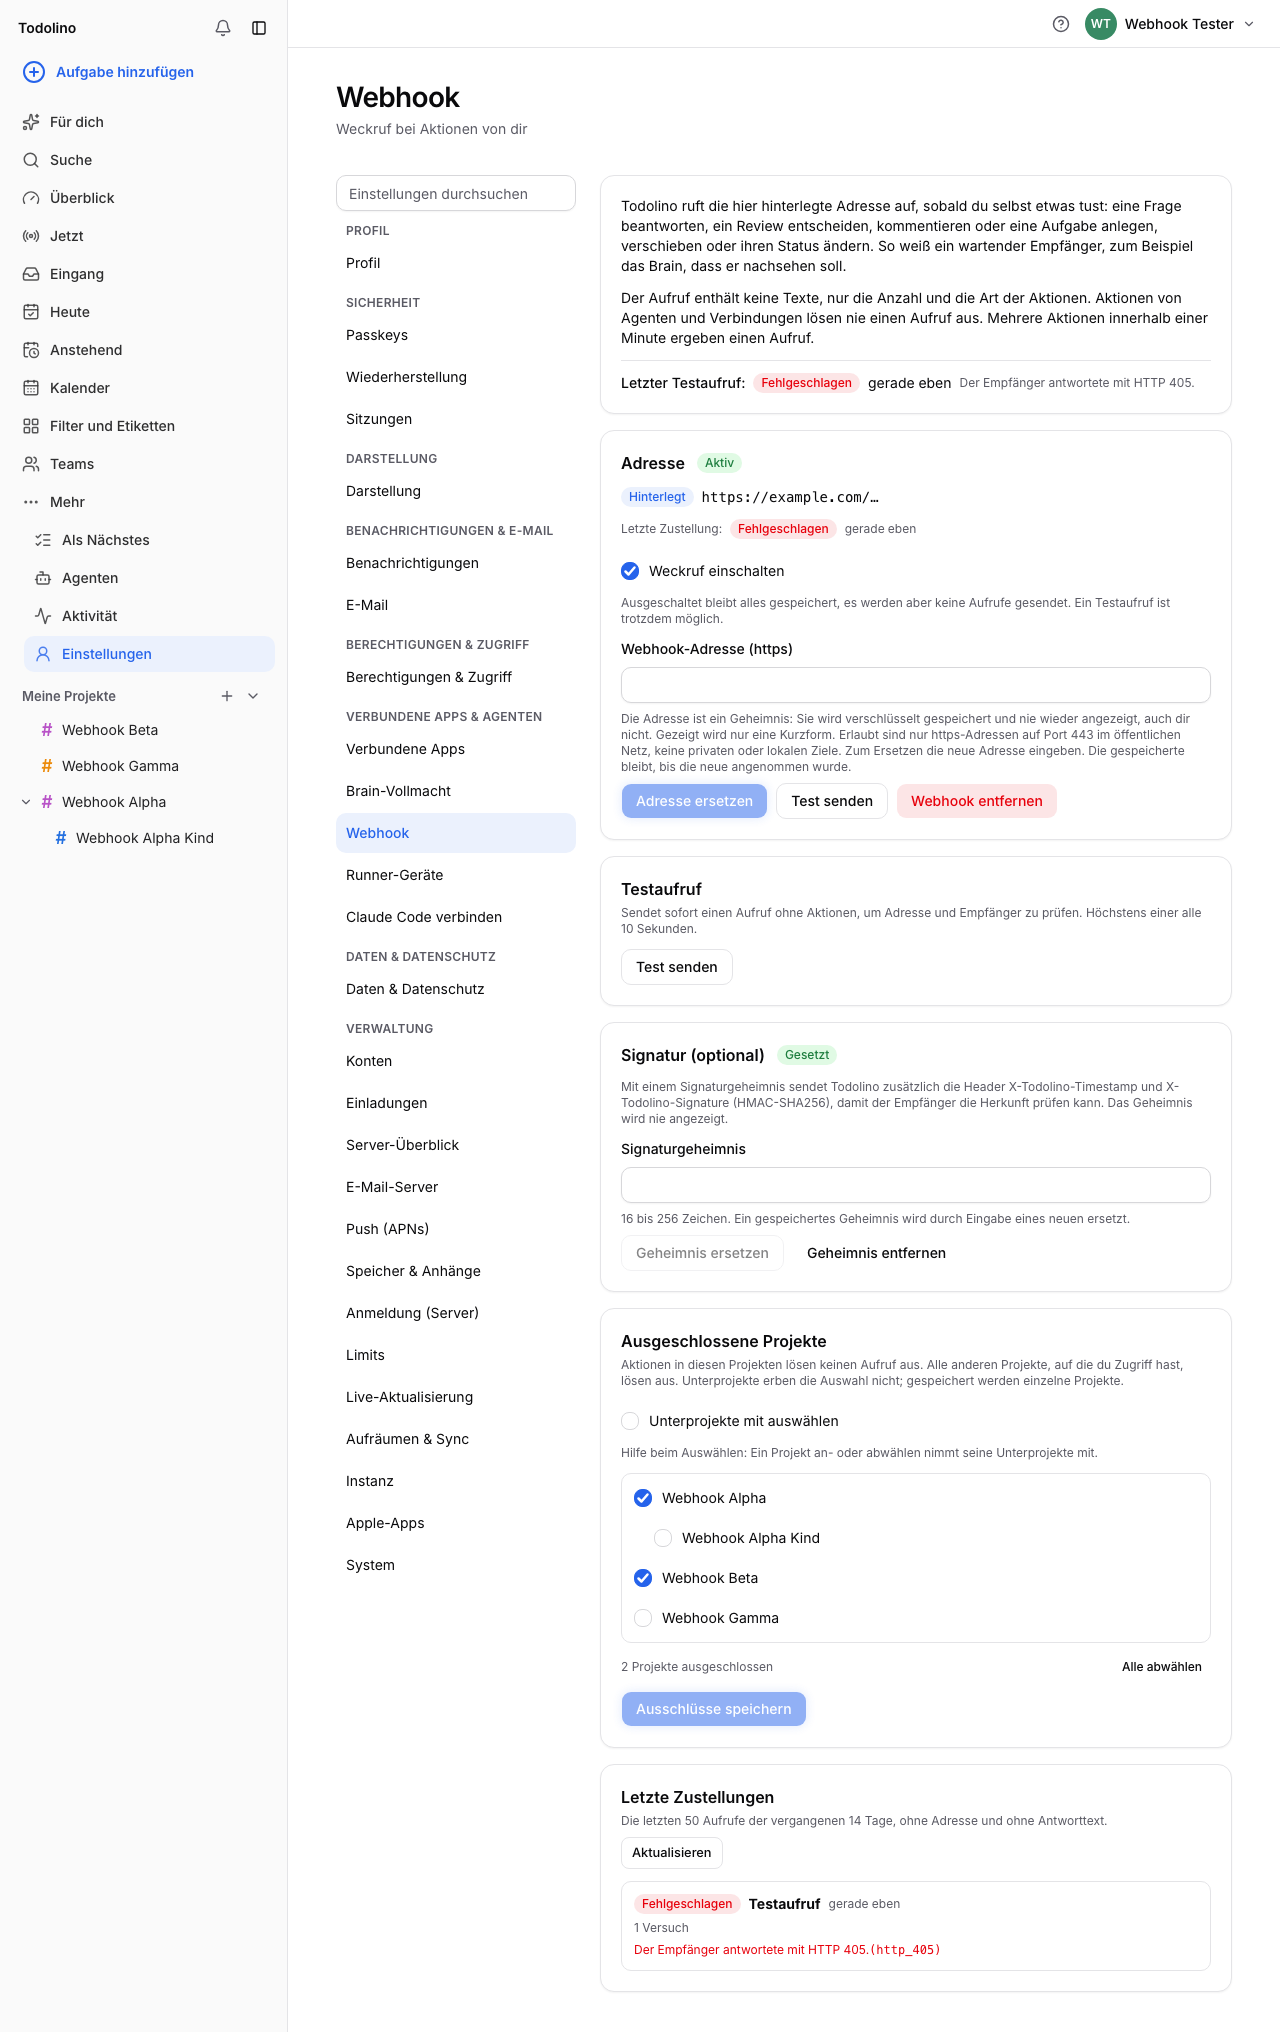 Todolino
Aufgabe hinzufügen
Für dich
Suche
Überblick
Jetzt
Eingang
Heute
Anstehend
Kalender
Filter und Etiketten
Teams
Mehr
Als Nächstes
Agenten
Aktivität
Einstellungen
Meine Projekte
# Webhook Beta
# Webhook Gamma
# Webhook Alpha
# Webhook Alpha Kind
WT Webhook Tester
Webhook
Weckruf bei Aktionen von dir
Einstellungen durchsuchen
PROFIL
Profil
SICHERHEIT
Passkeys
Wiederherstellung
Sitzungen
DARSTELLUNG
Darstellung
BENACHRICHTIGUNGEN & E-MAIL
Benachrichtigungen
E-Mail
BERECHTIGUNGEN & ZUGRIFF
Berechtigungen & Zugriff
VERBUNDENE APPS & AGENTEN
Verbundene Apps
Brain-Vollmacht
Webhook
Runner-Geräte
Claude Code verbinden
DATEN & DATENSCHUTZ
Daten & Datenschutz
VERWALTUNG
Konten
Einladungen
Server-Überblick
E-Mail-Server
Push (APNs)
Speicher & Anhänge
Anmeldung (Server)
Limits
Live-Aktualisierung
Aufräumen & Sync
Instanz
Apple-Apps
System
Todolino ruft die hier hinterlegte Adresse auf, sobald du selbst etwas tust: eine Frage
beantworten, ein Review entscheiden, kommentieren oder eine Aufgabe anlegen,
verschieben oder ihren Status ändern. So weiß ein wartender Empfänger, zum Beispiel
das Brain, dass er nachsehen soll.
Der Aufruf enthält keine Texte, nur die Anzahl und die Art der Aktionen. Aktionen von
Agenten und Verbindungen lösen nie einen Aufruf aus. Mehrere Aktionen innerhalb einer
Minute ergeben einen Aufruf.
Letzter Testaufruf: Fehlgeschlagen gerade eben Der Empfänger antwortete mit HTTP 405.
Adresse Aktiv
Hinterlegt https://example.com/…
Letzte Zustellung: Fehlgeschlagen gerade eben
Weckruf einschalten
Ausgeschaltet bleibt alles gespeichert, es werden aber keine Aufrufe gesendet. Ein Testaufruf ist
trotzdem möglich.
Webhook-Adresse (https)
Die Adresse ist ein Geheimnis: Sie wird verschlüsselt gespeichert und nie wieder angezeigt, auch dir
nicht. Gezeigt wird nur eine Kurzform. Erlaubt sind nur https-Adressen auf Port 443 im öffentlichen
Netz, keine privaten oder lokalen Ziele. Zum Ersetzen die neue Adresse eingeben. Die gespeicherte
bleibt, bis die neue angenommen wurde.
Adresse ersetzen Test senden Webhook entfernen
Testaufruf
Sendet sofort einen Aufruf ohne Aktionen, um Adresse und Empfänger zu prüfen. Höchstens einer alle
10 Sekunden.
Test senden
Signatur (optional) Gesetzt
Mit einem Signaturgeheimnis sendet Todolino zusätzlich die Header X-Todolino-Timestamp und X-
Todolino-Signature (HMAC-SHA256), damit der Empfänger die Herkunft prüfen kann. Das Geheimnis
wird nie angezeigt.
Signaturgeheimnis
16 bis 256 Zeichen. Ein gespeichertes Geheimnis wird durch Eingabe eines neuen ersetzt.
Geheimnis ersetzen Geheimnis entfernen
Ausgeschlossene Projekte
Aktionen in diesen Projekten lösen keinen Aufruf aus. Alle anderen Projekte, auf die du Zugriff hast,
lösen aus. Unterprojekte erben die Auswahl nicht; gespeichert werden einzelne Projekte.
Unterprojekte mit auswählen
Hilfe beim Auswählen: Ein Projekt an- oder abwählen nimmt seine Unterprojekte mit.
Webhook Alpha
Webhook Alpha Kind
Webhook Beta
Webhook Gamma
2 Projekte ausgeschlossen Alle abwählen
Ausschlüsse speichern
Letzte Zustellungen
Die letzten 50 Aufrufe der vergangenen 14 Tage, ohne Adresse und ohne Antworttext.
Aktualisieren
Fehlgeschlagen Testaufruf gerade eben
1 Versuch
Der Empfänger antwortete mit HTTP 405.(http_405)